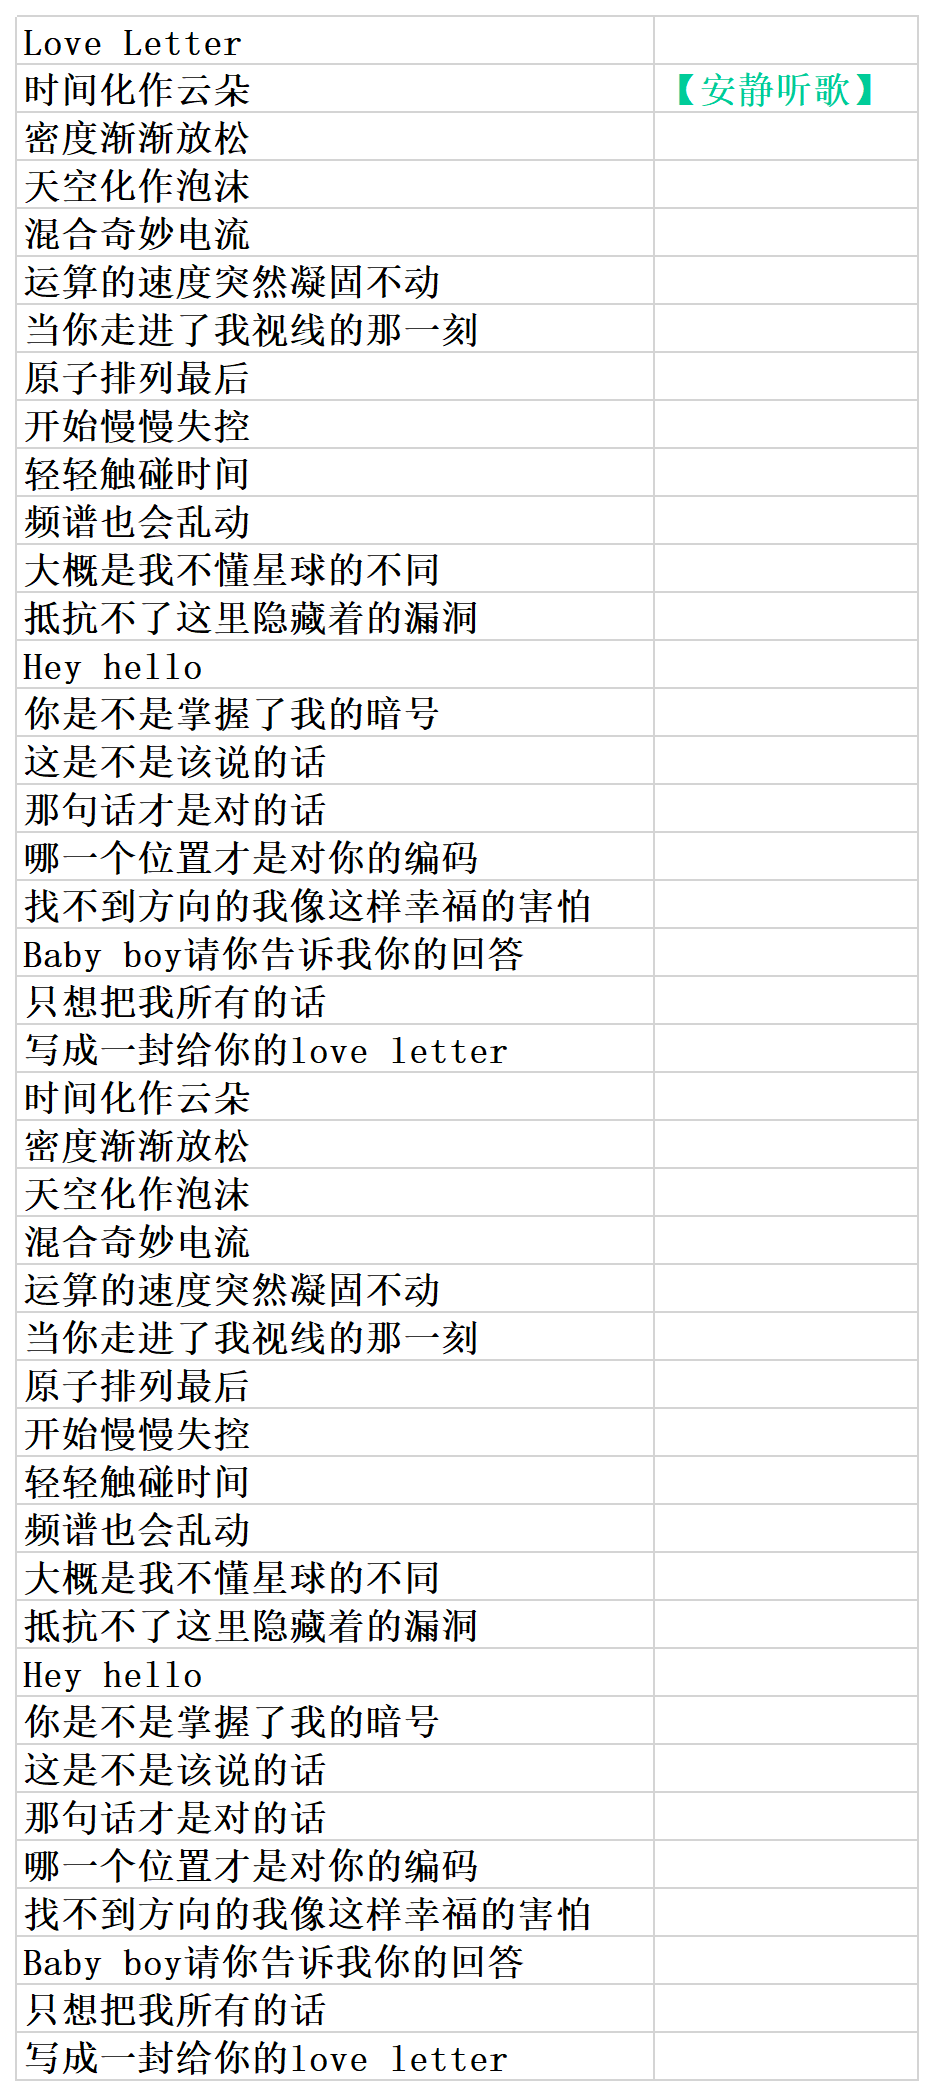 Love Letter
时间化作云朵 【安静听歌】
密度渐渐放松
天空化作泡沫
混合奇妙电流
运算的速度突然凝固不动
当你走进了我视线的那一刻
原子排列最后
开始慢慢失控
轻轻触碰时间
频谱也会乱动
大概是我不懂星球的不同
抵抗不了这里隐藏着的漏洞
Hey hello
你是不是掌握了我的暗号
这是不是该说的话
那句话才是对的话
哪一个位置才是对你的编码
找不到方向的我像这样幸福的害怕
Baby boy请你告诉我你的回答
只想把我所有的话
写成一封给你的love letter
时间化作云朵
密度渐渐放松
天空化作泡沫
混合奇妙电流
运算的速度突然凝固不动
当你走进了我视线的那一刻
原子排列最后
开始慢慢失控
轻轻触碰时间
频谱也会乱动
大概是我不懂星球的不同
抵抗不了这里隐藏着的漏洞
Hey hello
你是不是掌握了我的暗号
这是不是该说的话
那句话才是对的话
哪一个位置才是对你的编码
找不到方向的我像这样幸福的害怕
Baby boy请你告诉我你的回答
只想把我所有的话
写成一封给你的love letter